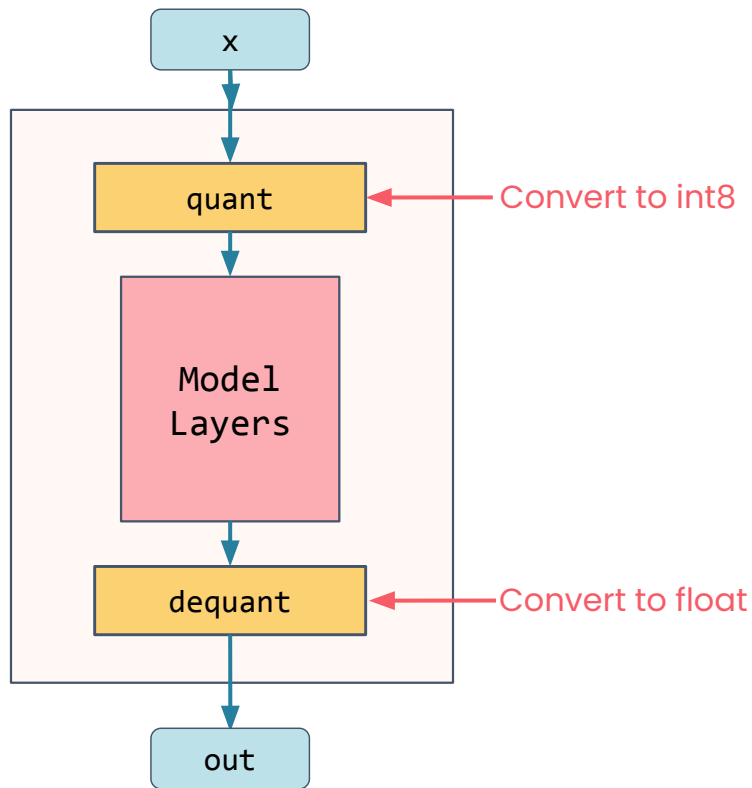 x
quant
Convert to int8
Model
Layers
dequant
Convert to float
out